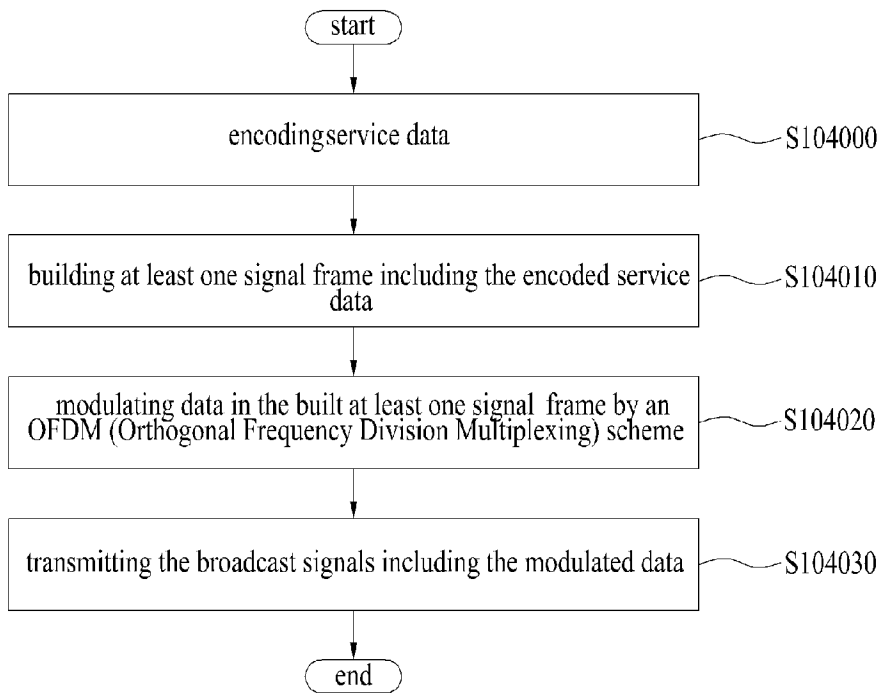 start
encodingservice data
S104000
building at least one signal frame including the encoded service
data
S104010
modulating data in the built at least one signal frame by an
OFDM (Orthogonal Frequency Division Multiplexing) scheme
S104020
transmitting the broadcast signals including the modulated data
S104030
end